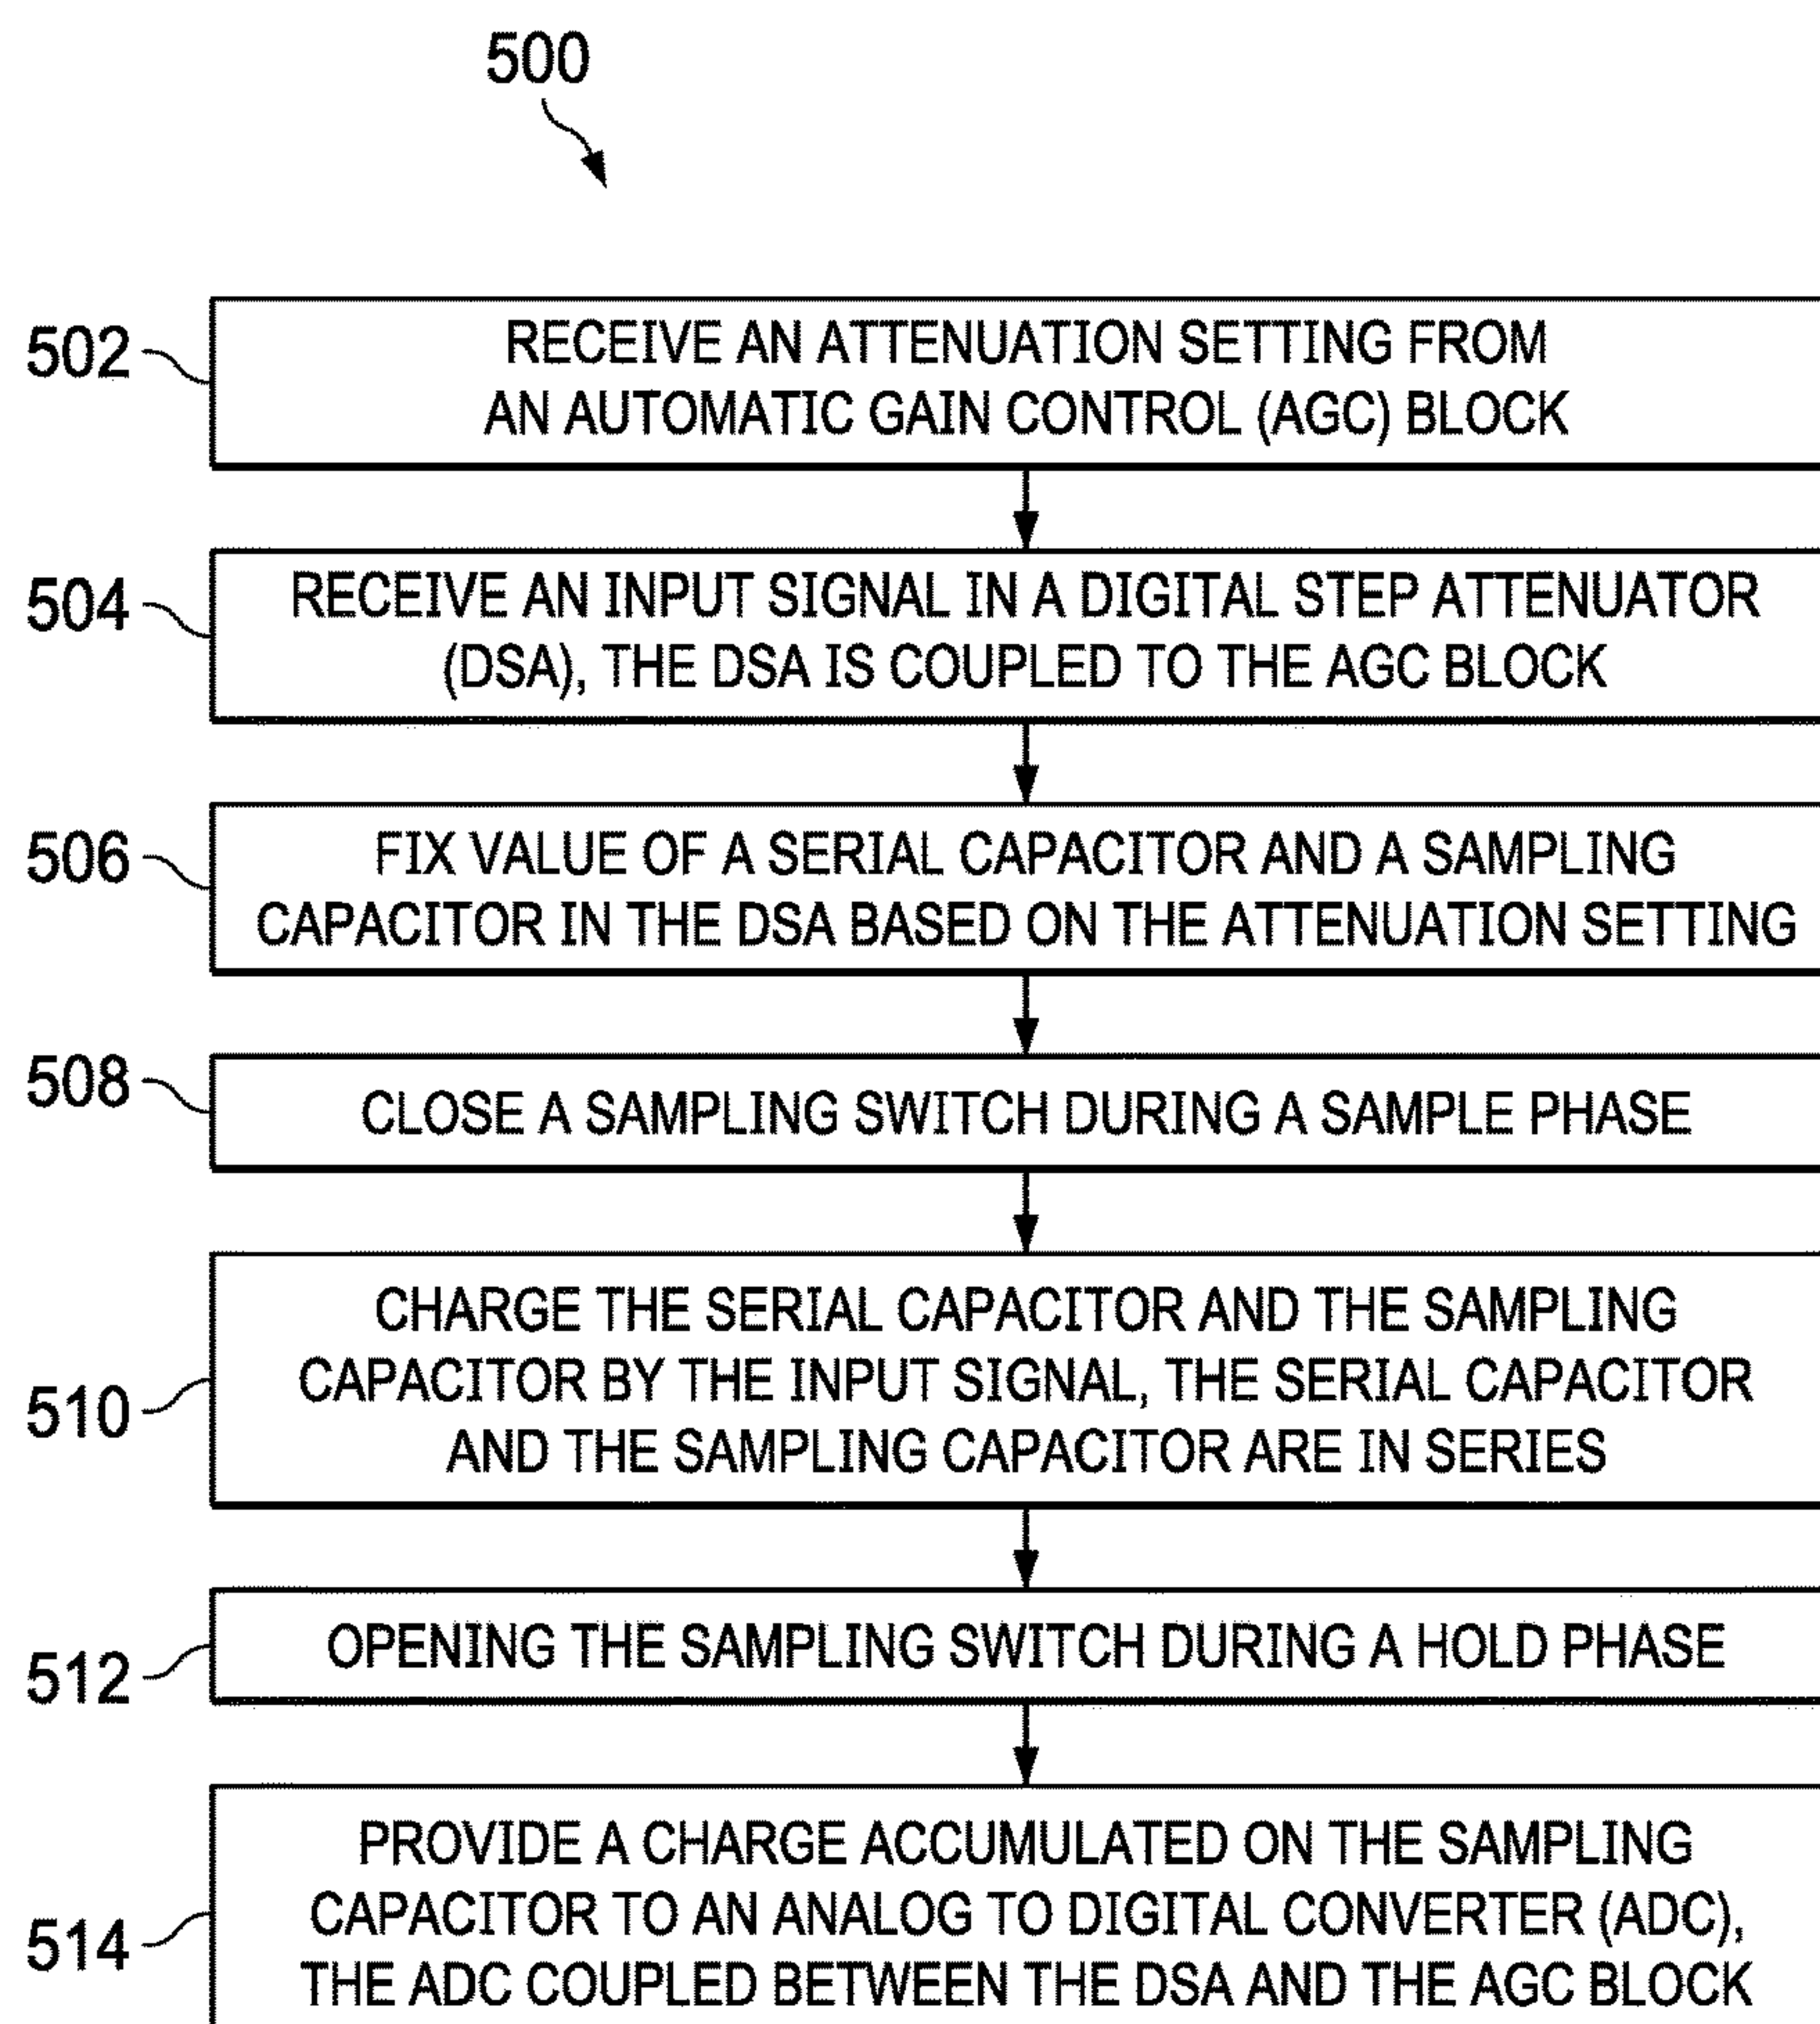 500
502
RECEIVE AN ATTENUATION SETTING FROM
AN AUTOMATIC GAIN CONTROL (AGC) BLOCK
504
RECEIVE AN INPUT SIGNAL IN A DIGITAL STEP ATTENUATOR
(DSA), THE DSA IS COUPLED TO THE AGC BLOCK
506
FIX VALUE OF A SERIAL CAPACITOR AND A SAMPLING
CAPACITOR IN THE DSA BASED ON THE ATTENUATION SETTING
508
CLOSE A SAMPLING SWITCH DURING A SAMPLE PHASE
510
CHARGE THE SERIAL CAPACITOR AND THE SAMPLING
CAPACITOR BY THE INPUT SIGNAL, THE SERIAL CAPACITOR
AND THE SAMPLING CAPACITOR ARE IN SERIES
512
OPENING THE SAMPLING SWITCH DURING A HOLD PHASE
514
PROVIDE A CHARGE ACCUMULATED ON THE SAMPLING
CAPACITOR TO AN ANALOG TO DIGITAL CONVERTER (ADC),
THE ADC COUPLED BETWEEN THE DSA AND THE AGC BLOCK